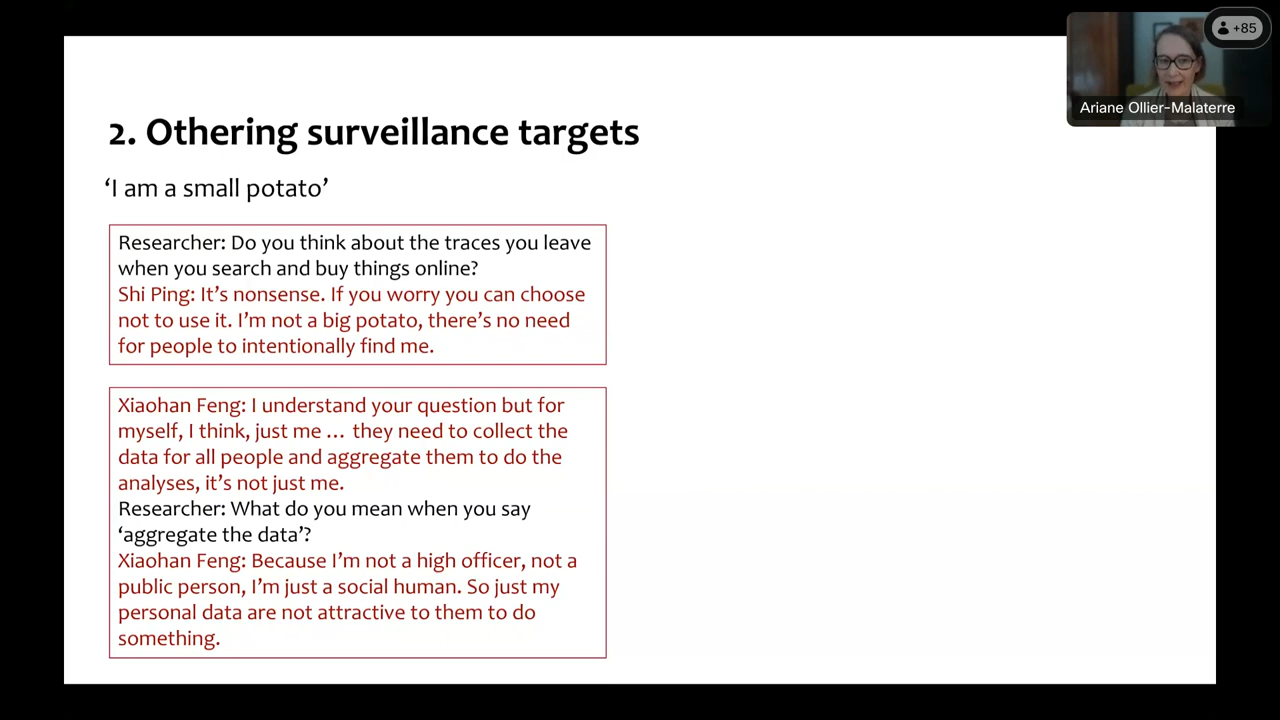 +85
Ariane Ollier-Malaterre
2. Othering surveillance targets
‘I am a small potato’
Researcher: Do you think about the traces you leave
when you search and buy things online?
Shi Ping: It’s nonsense. If you worry you can choose
not to use it. I’m not a big potato, there’s no need
for people to intentionally find me.
Xiaohan Feng: I understand your question but for
myself, I think, just me … they need to collect the
data for all people and aggregate them to do the
analyses, it’s not just me.
Researcher: What do you mean when you say
‘aggregate the data’?
Xiaohan Feng: Because I’m not a high officer, not a
public person, I’m just a social human. So just my
personal data are not attractive to them to do
something.